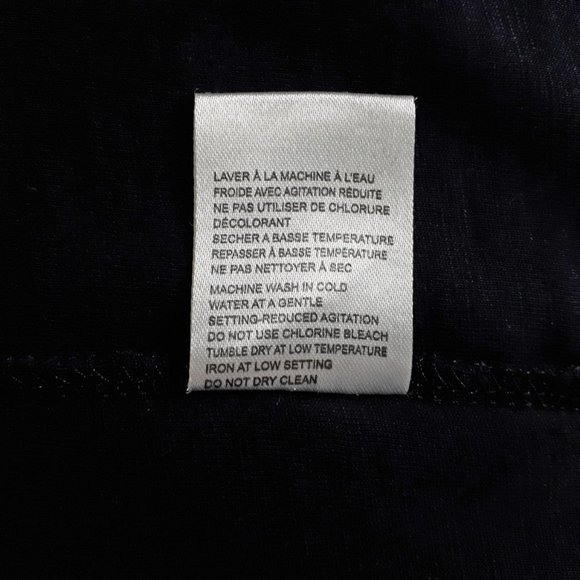 LAVER À LA MACHINE À L'EAU
FROIDE AVEC AGITATION RÉDUITE
NE PAS UTILISER DE CHLORURE
DÉCOLORANT
SECHER A BASSE TEMPERATURE
REPASSER À BASSE TEMPÉRATURE
NE PAS NETTOYER À SEC
MACHINE WASH IN COLD
WATER AT A GENTLE
SETTING-REDUCED AGITATION
DO NOT USE CHLORINE BLEACH
TUMBLE DRY AT LOW TEMPERATURE
IRON AT LOW SETTING
DO NOT DRY CLEAN